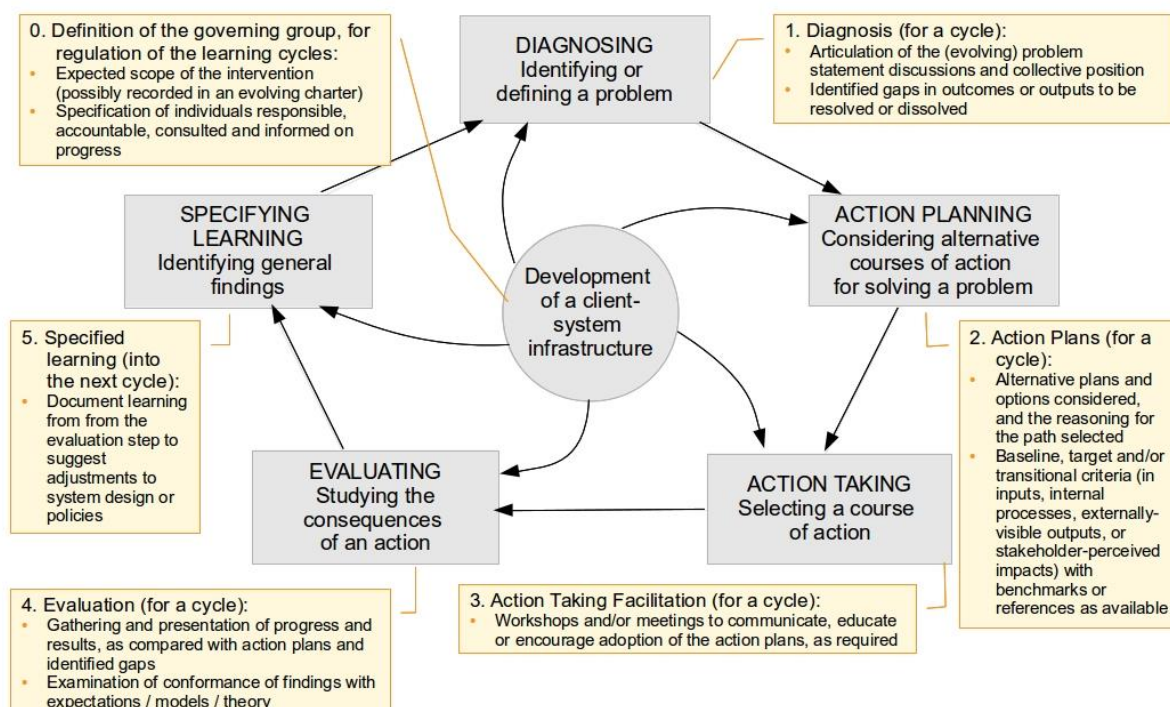 0. Definition of the governing group, for
regulation of the learning cycles:
• Expected scope of the intervention
(possibly recorded in an evolving charter)
• Specification of individuals responsible,
accountable, consulted and informed on
progress
DIAGNOSING
Identifying or
defining a problem
1. Diagnosis (for a cycle):
• Articulation of the (evolving) problem
statement discussions and collective position
• Identified gaps in outcomes or outputs to be
resolved or dissolved
SPECIFYING
LEARNING
Identifying general
findings
Development
of a client-
system
infrastructure
ACTION PLANNING
Considering alternative
courses of action
for solving a problem
5. Specified
learning (into
the next cycle):
• Document learning
from from the
evaluation step to
suggest
adjustments to
system design or
policies
2. Action Plans (for a
cycle):
• Alternative plans and
options considered,
and the reasoning for
the path selected
• Baseline, target and/or
transitional criteria (in
inputs, internal
processes, externally-
visible outputs, or
stakeholder-perceived
impacts) with
benchmarks or
references as available
EVALUATING
Studying the
consequences
of an action
ACTION TAKING
Selecting a course
of action
4. Evaluation (for a cycle):
• Gathering and presentation of progress and
results, as compared with action plans and
identified gaps
• Examination of conformance of findings with
expectations / models / theory
3. Action Taking Facilitation (for a cycle):
• Workshops and/or meetings to communicate, educate
or encourage adoption of the action plans, as required